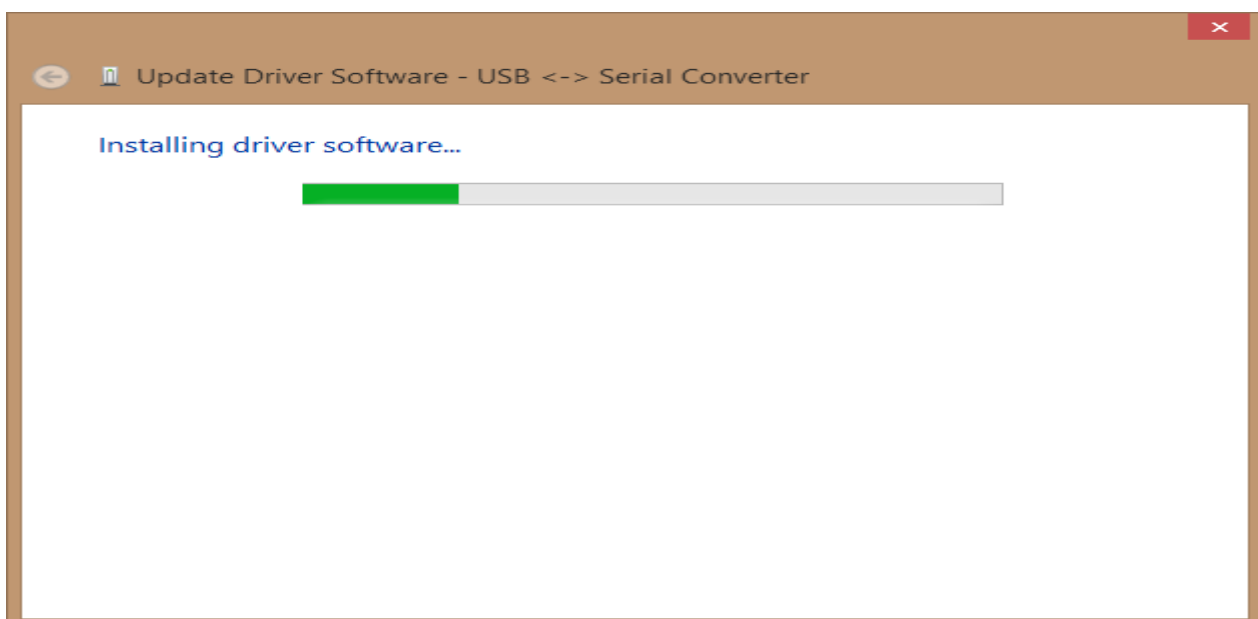 Update Driver Software - USB <-> Serial Converter
Installing driver software...